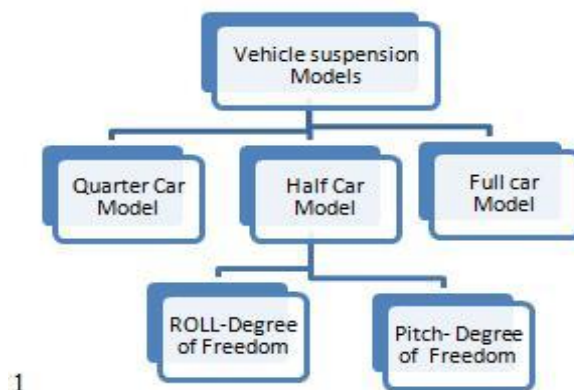 Vehicle suspension
Models
Quarter Car
Model
Half Car
Model
Full car
Model
ROLL-Degree
of Freedom
Pitch- Degree
of Freedom
1